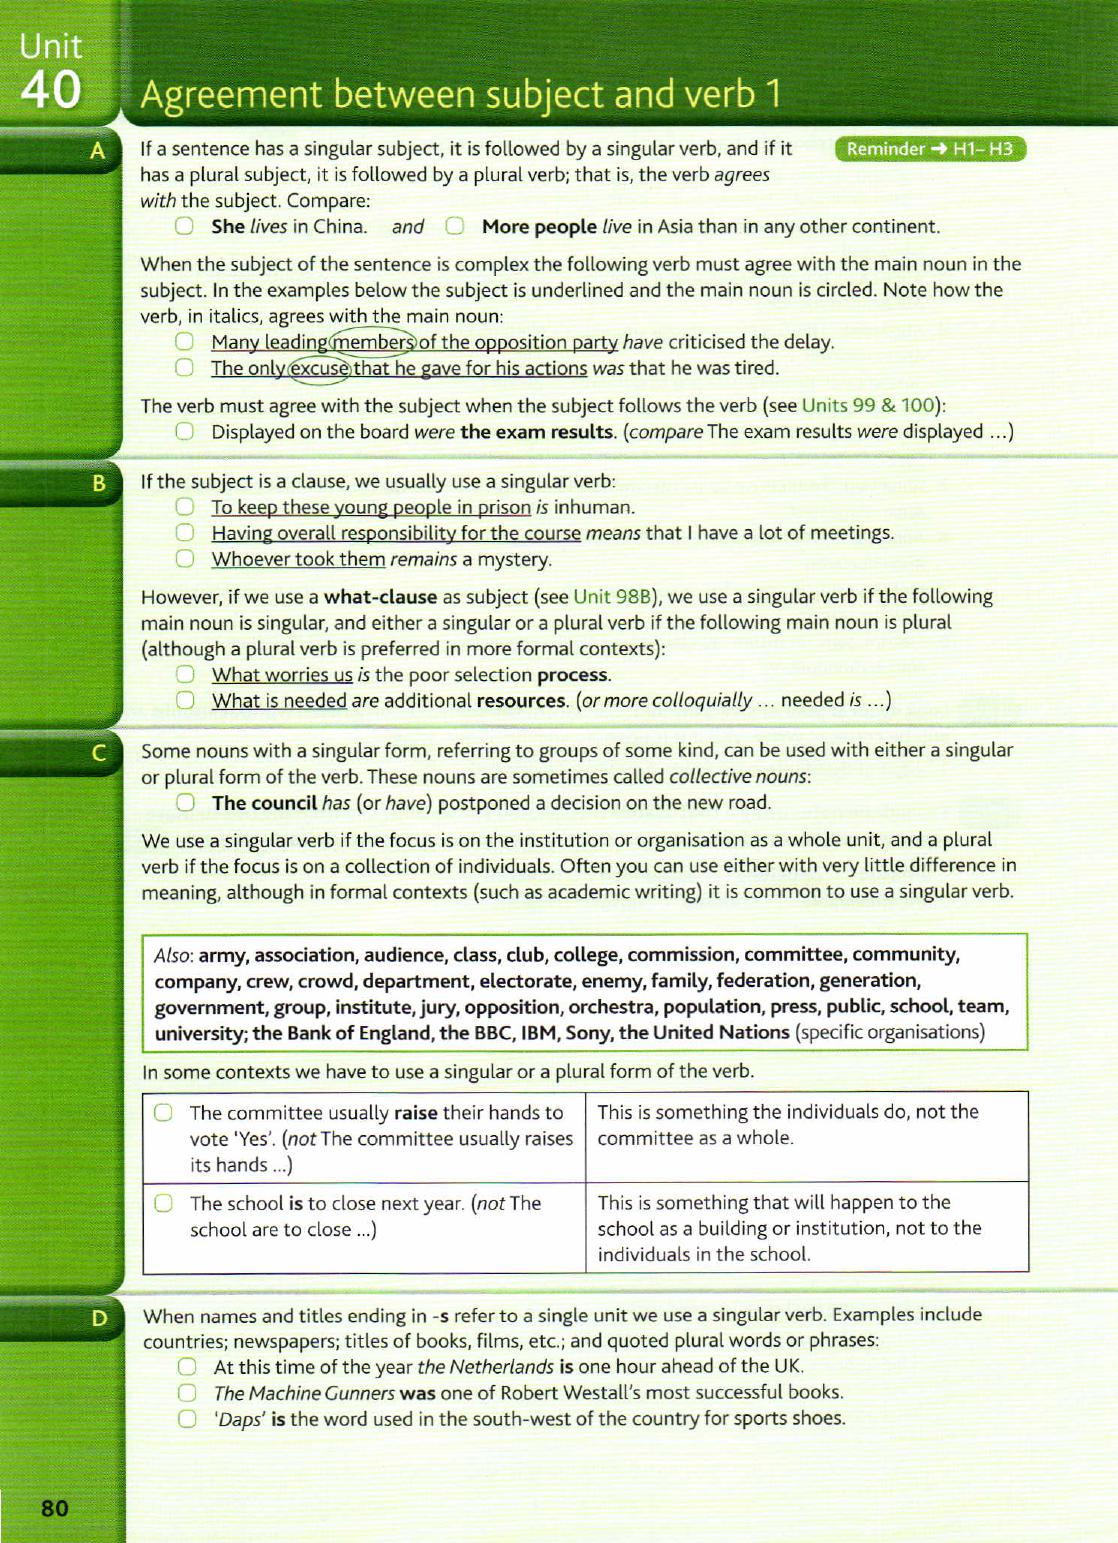 Unit
40
Agreement between subject and verb 1
A
If a sentence has a singular subject, it is followed by a singular verb, and if it
Reminder ➜ H1–H3
has a plural subject, it is followed by a plural verb; that is, the verb agrees
with the subject. Compare:
She lives in China. and More people live in Asia than in any other continent.
When the subject of the sentence is complex the following verb must agree with the main noun in the
subject. In the examples below the subject is underlined and the main noun is circled. Note how the
verb, in italics, agrees with the main noun:
Many leading members of the opposition party have criticised the delay.
The only excuse that he gave for his actions was that he was tired.
The verb must agree with the subject when the subject follows the verb (see Units 99 & 100):
Displayed on the board were the exam results. (compare The exam results were displayed ...)
B
If the subject is a clause, we usually use a singular verb:
To keep these young people in prison is inhuman.
Having overall responsibility for the course means that I have a lot of meetings.
Whoever took them remains a mystery.
However, if we use a what-clause as subject (see Unit 98B), we use a singular verb if the following
main noun is singular, and either a singular or a plural verb if the following main noun is plural
(although a plural verb is preferred in more formal contexts):
What worries us is the poor selection process.
What is needed are additional resources. (or more colloquially ... needed is ...)
C
Some nouns with a singular form, referring to groups of some kind, can be used with either a singular
or plural form of the verb. These nouns are sometimes called collective nouns:
The council has (or have) postponed a decision on the new road.
We use a singular verb if the focus is on the institution or organisation as a whole unit, and a plural
verb if the focus is on a collection of individuals. Often you can use either with very little difference in
meaning, although in formal contexts (such as academic writing) it is common to use a singular verb.
Also: army, association, audience, class, club, college, commission, committee, community,
company, crew, crowd, department, electorate, enemy, family, federation, generation,
government, group, institute, jury, opposition, orchestra, population, press, public, school, team,
university; the Bank of England, the BBC, IBM, Sony, the United Nations (specific organisations)
In some contexts we have to use a singular or a plural form of the verb.
The committee usually raise their hands to
vote 'Yes'. (not The committee usually raises
its hands ...)
This is something the individuals do, not the
committee as a whole.
The school is to close next year. (not The
school are to close ...)
This is something that will happen to the
school as a building or institution, not to the
individuals in the school.
D
When names and titles ending in -s refer to a single unit we use a singular verb. Examples include
countries; newspapers; titles of books, films, etc.; and quoted plural words or phrases:
At this time of the year the Netherlands is one hour ahead of the UK.
The Machine Gunners was one of Robert Westall's most successful books.
'Daps' is the word used in the south-west of the country for sports shoes.
80